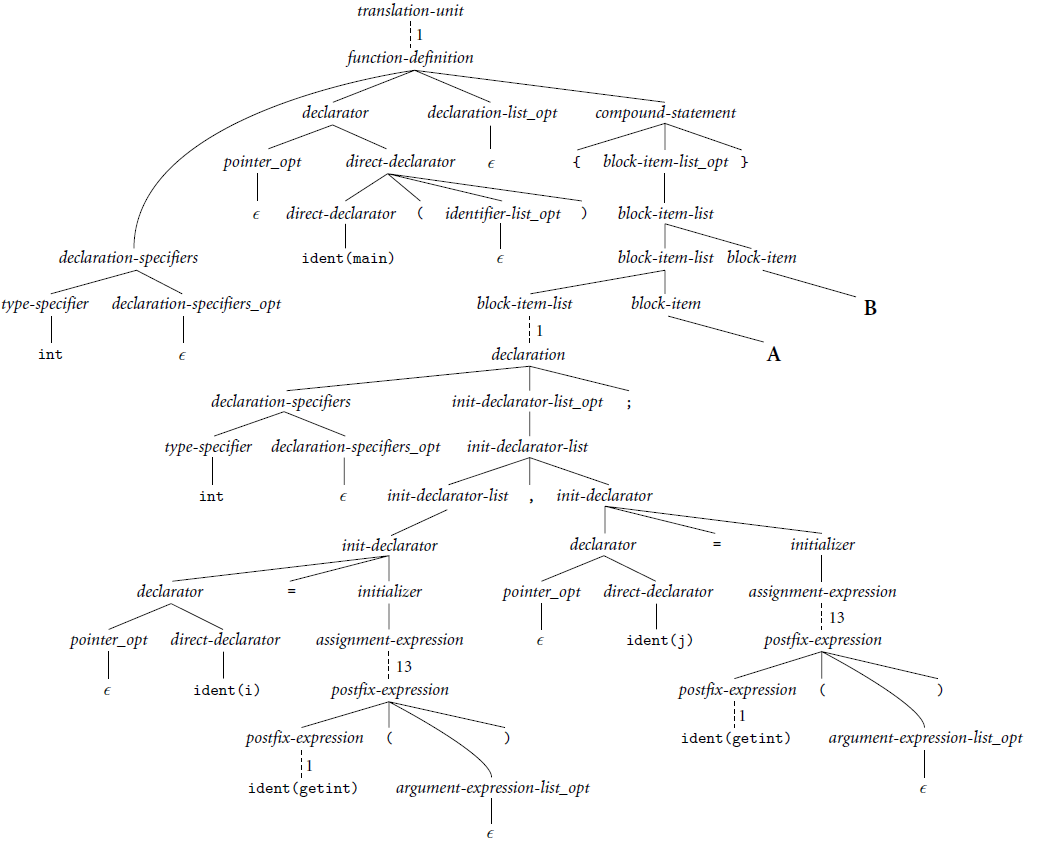 translation-unit
1
function-definition
declarator declaration-list_opt compound-statement
pointer_opt direct-declarator ϵ { block-item-list_opt }
ϵ direct-declarator ( identifier-list_opt ) block-item-list
declaration-specifiers ident(main) ϵ block-item-list block-item
type-specifier declaration-specifiers_opt block-item-list block-item B
1
int ϵ declaration A
declaration-specifiers init-declarator-list_opt ;
type-specifier declaration-specifiers_opt init-declarator-list
int ϵ init-declarator-list , init-declarator
init-declarator declarator = initializer
declarator = initializer pointer_opt direct-declarator assignment-expression
13
pointer_opt direct-declarator assignment-expression ϵ ident(j) postfix-expression
13
ϵ ident(i) postfix-expression postfix-expression ( )
1
postfix-expression ( ) ident(getint) argument-expression-list_opt
1
ident(getint) argument-expression-list_opt ϵ
ϵ